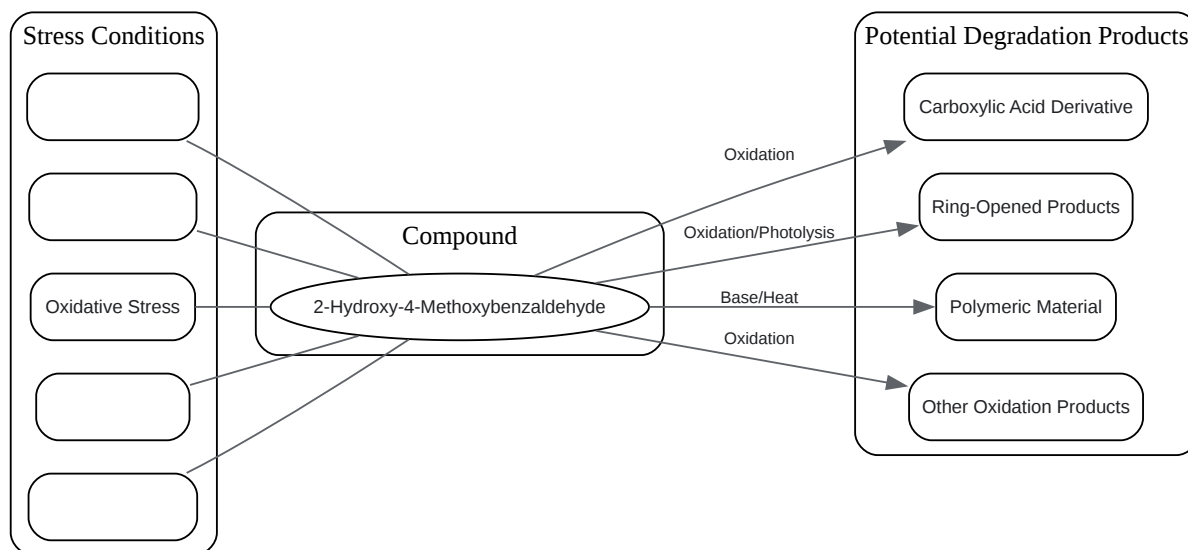 Stress Conditions
Oxidative Stress
Compound
2-Hydroxy-4-Methoxybenzaldehyde
Oxidation
Oxidation/Photolysis
Base/Heat
Oxidation
Potential Degradation Products
Carboxylic Acid Derivative
Ring-Opened Products
Polymeric Material
Other Oxidation Products